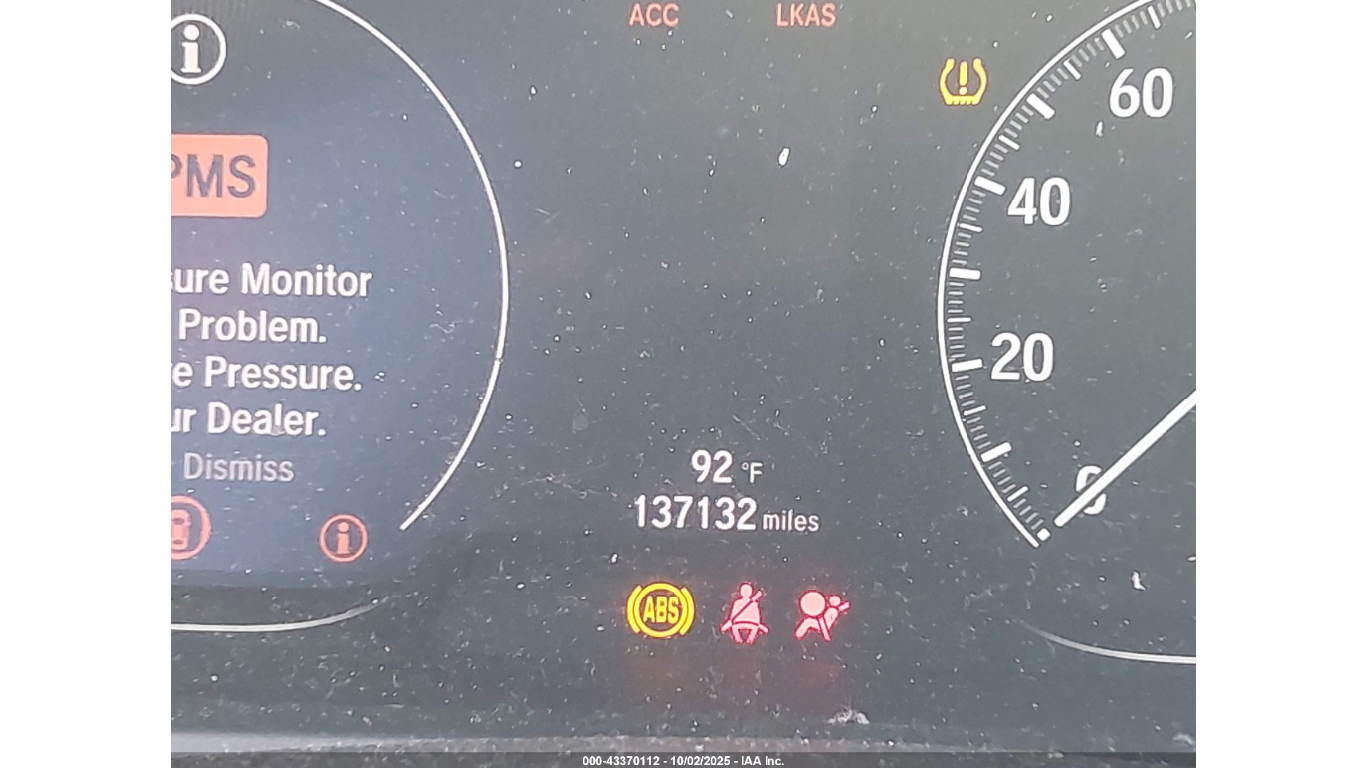 ACC LKAS
60
PMS
40
sure Monitor
Problem.
20
e Pressure.
ur Dealer.
Dismiss
92 °F
0
137132 miles
ABS
000-43370112 - 10/02/2025 - IAA Inc.